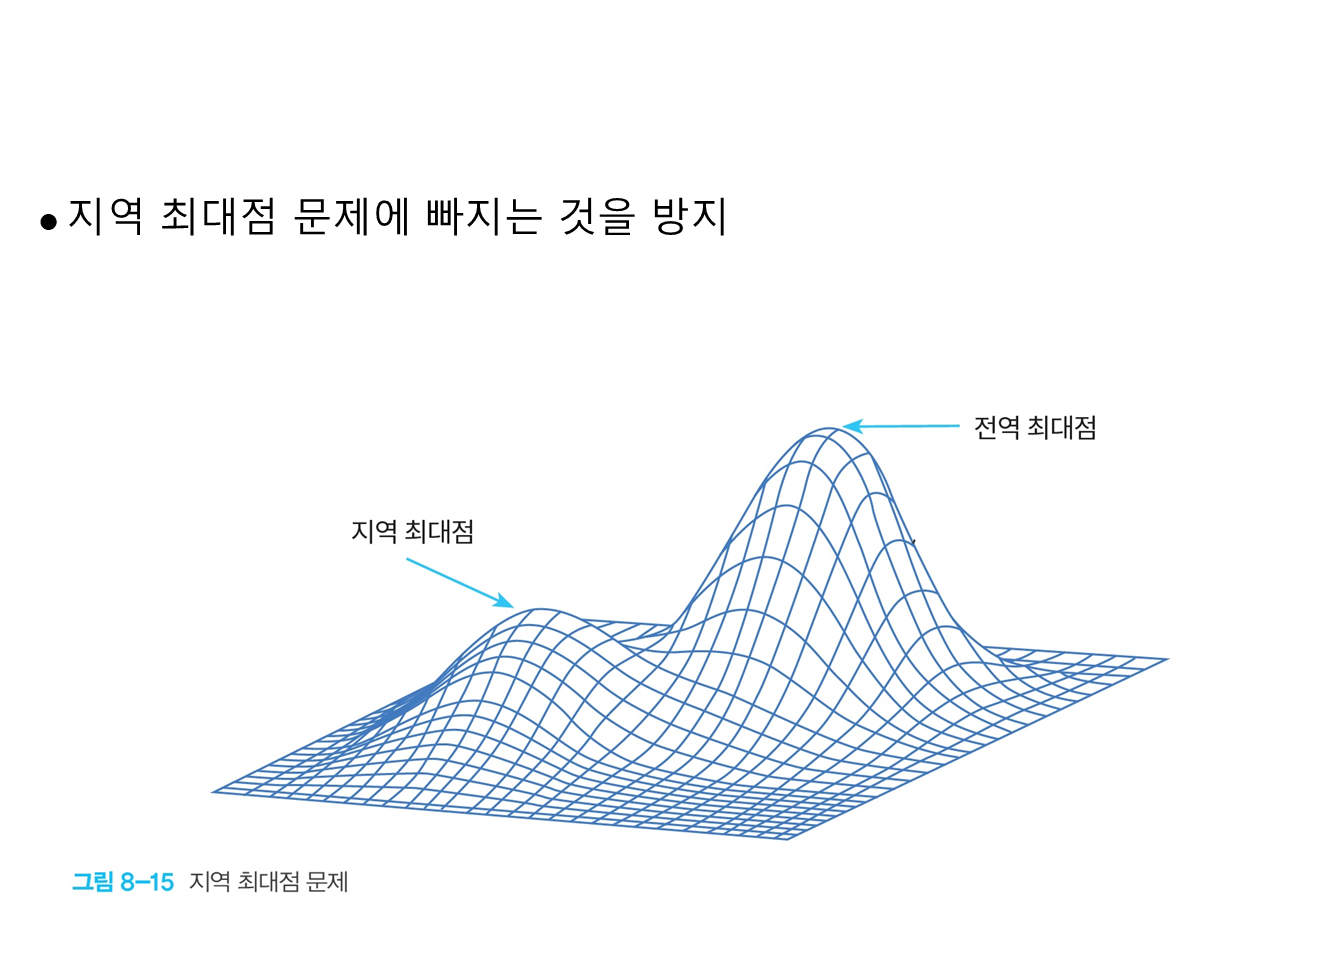 ● 지역 최대점 문제에 빠지는 것을 방지
전역 최대점
지역 최대점
그림 8-15 지역 최대점 문제